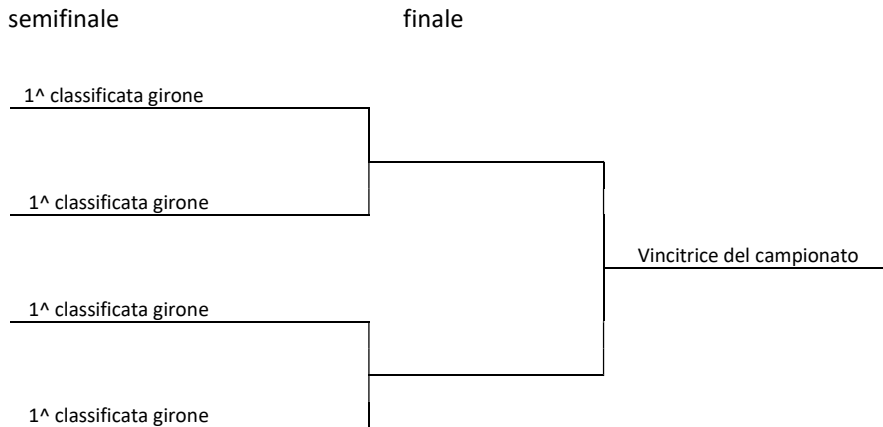 semifinale finale
1^ classificata girone
1^ classificata girone
Vincitrice del campionato
1^ classificata girone
1^ classificata girone